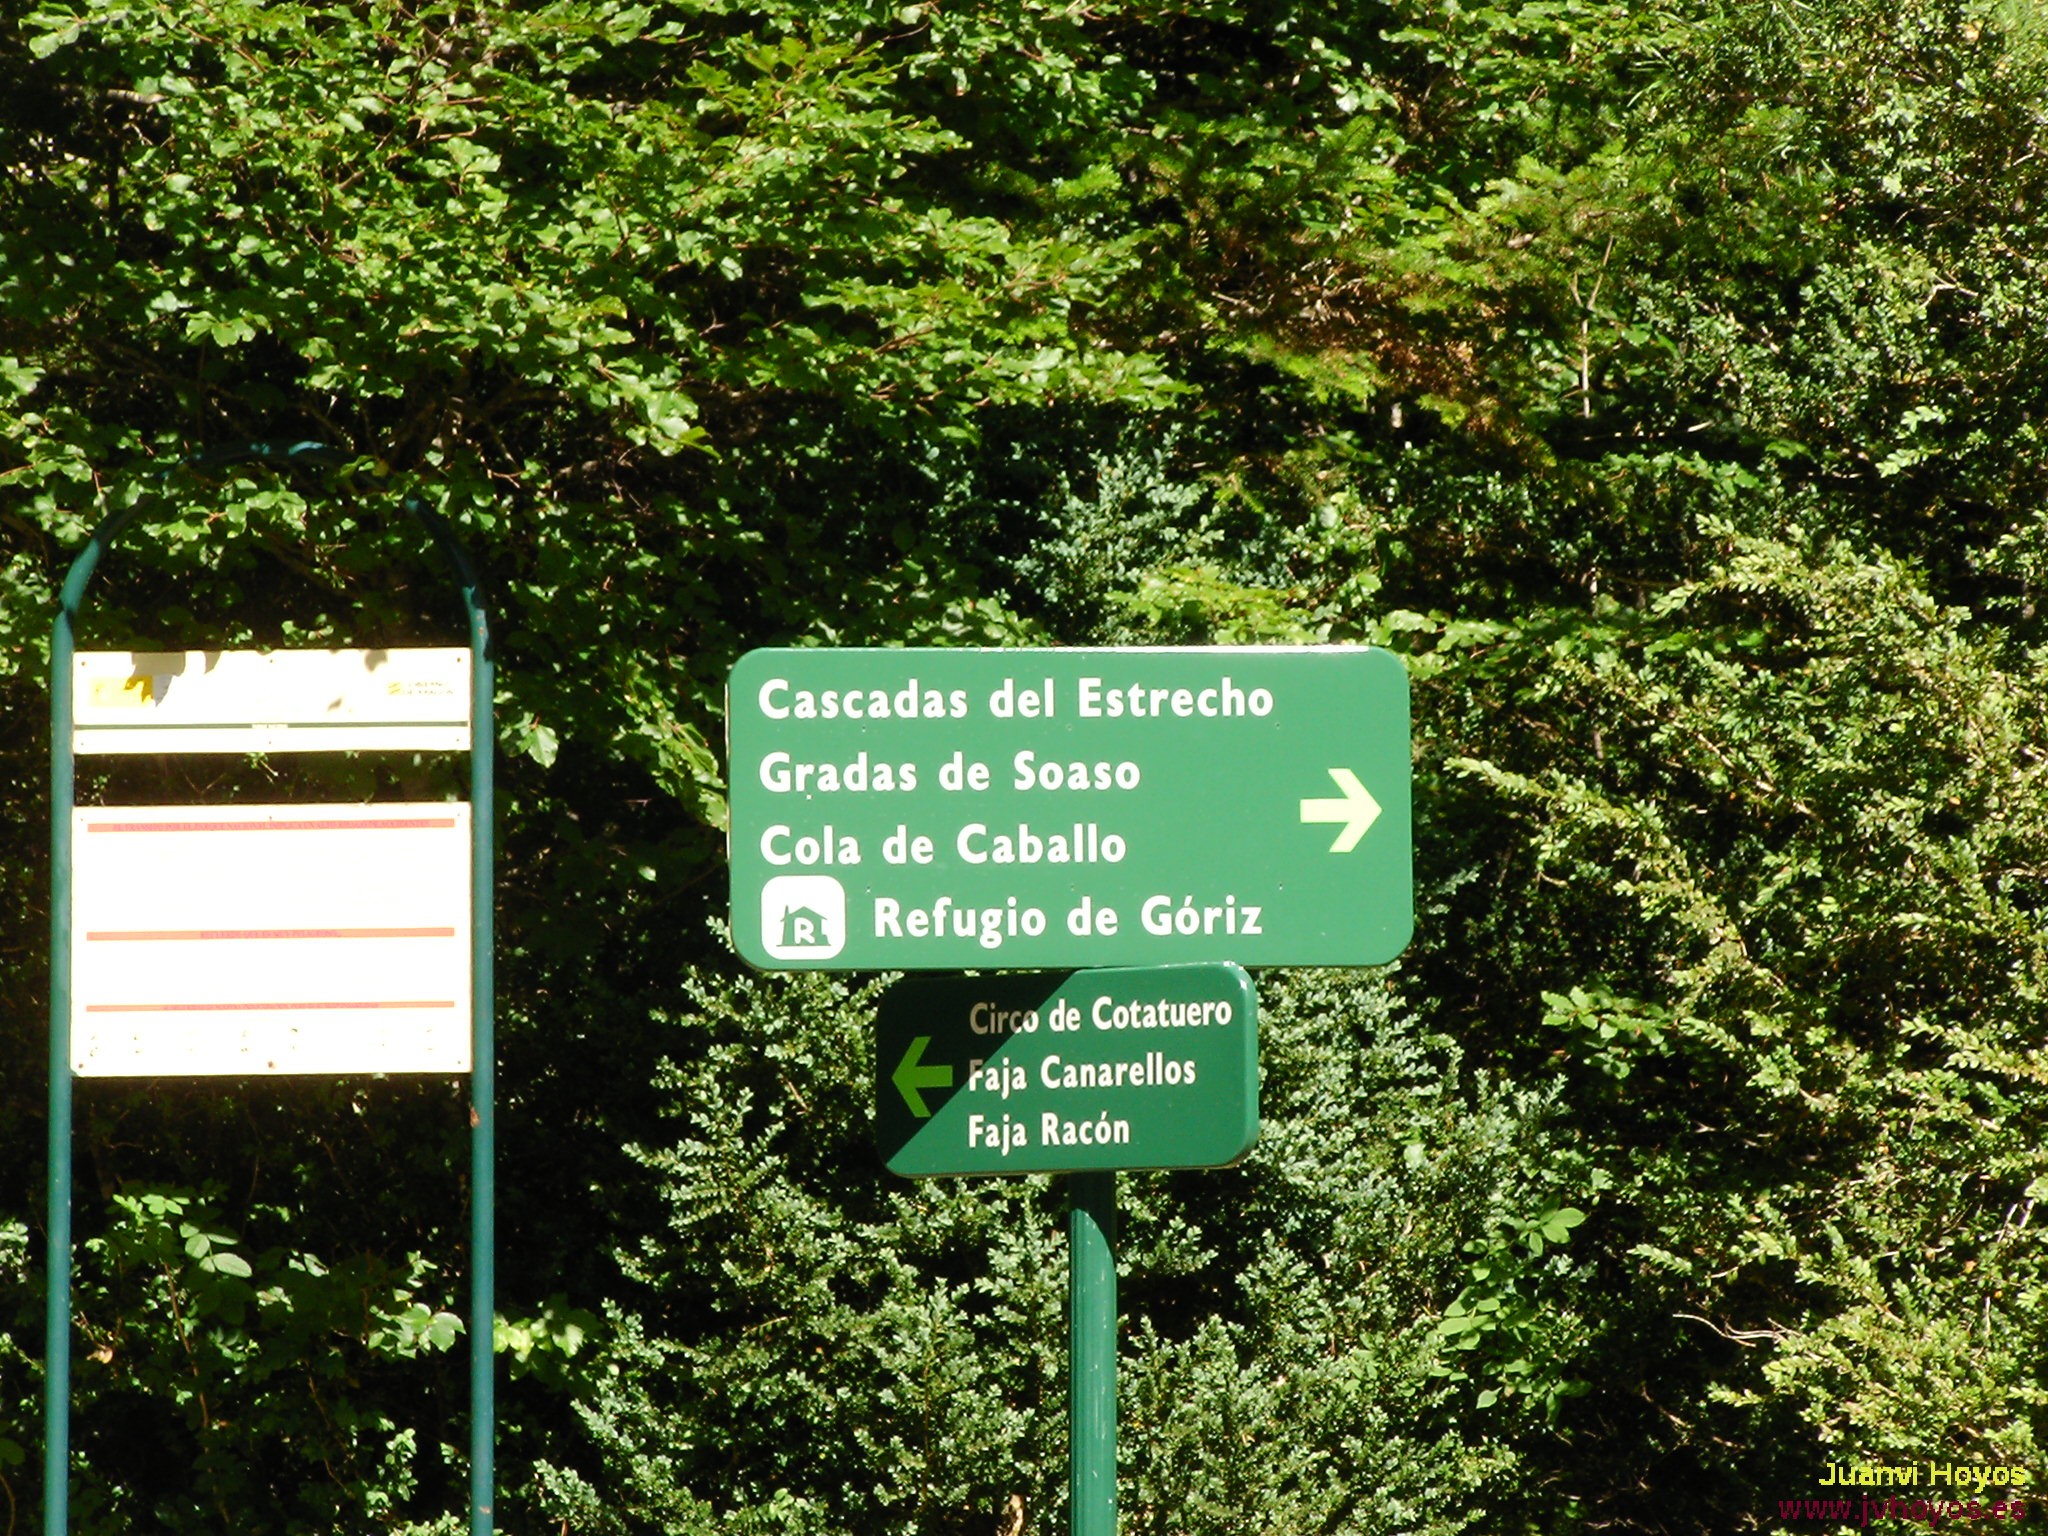 Cascadas del Estrecho
Gradas de Soaso
Cola de Caballo
R Refugio de Góriz
Circo de Cotatuero
Faja Canarellos
Faja Racón
Juanvi Hoyos
www.jvhoyos.es